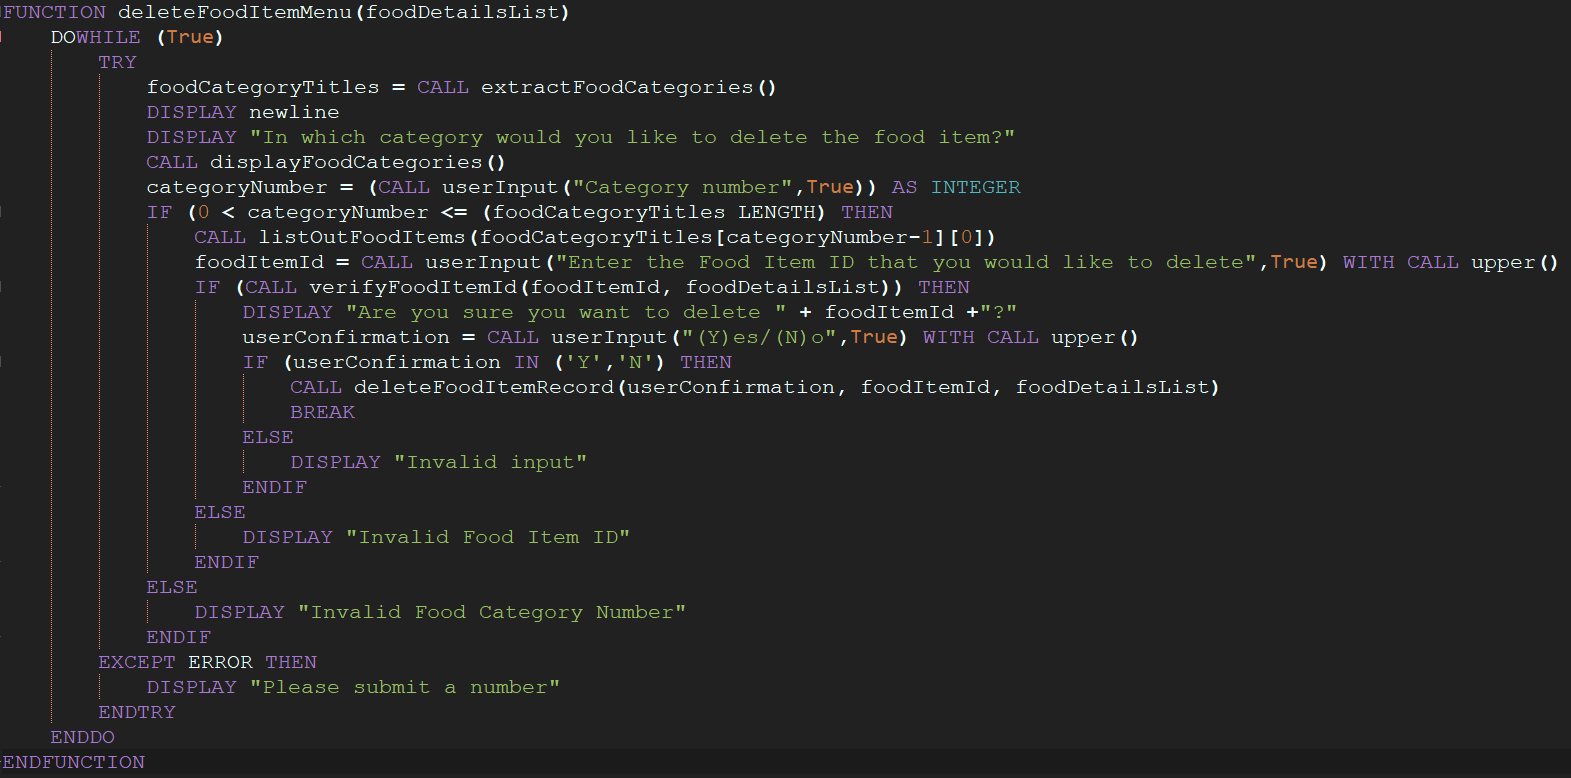 FUNCTION deleteFoodItemMenu(foodDetailsList)
    DOWHILE (True)
        TRY
            foodCategoryTitles = CALL extractFoodCategories()
            DISPLAY newline
            DISPLAY "In which category would you like to delete the food item?"
            CALL displayFoodCategories()
            categoryNumber = (CALL userInput("Category number",True)) AS INTEGER
            IF (0 < categoryNumber <= (foodCategoryTitles LENGTH) THEN
                CALL listOutFoodItems(foodCategoryTitles[categoryNumber-1][0])
                foodItemId = CALL userInput("Enter the Food Item ID that you would like to delete",True) WITH CALL upper()
                IF (CALL verifyFoodItemId(foodItemId, foodDetailsList)) THEN
                    DISPLAY "Are you sure you want to delete " + foodItemId +"?"
                    userConfirmation = CALL userInput("(Y)es/(N)o",True) WITH CALL upper()
                    IF (userConfirmation IN ('Y','N') THEN
                        CALL deleteFoodItemRecord(userConfirmation, foodItemId, foodDetailsList)
                        BREAK
                    ELSE
                        DISPLAY "Invalid input"
                    ENDIF
                ELSE
                    DISPLAY "Invalid Food Item ID"
                ENDIF
            ELSE
                DISPLAY "Invalid Food Category Number"
            ENDIF
        EXCEPT ERROR THEN
            DISPLAY "Please submit a number"
        ENDTRY
    ENDDO
ENDFUNCTION